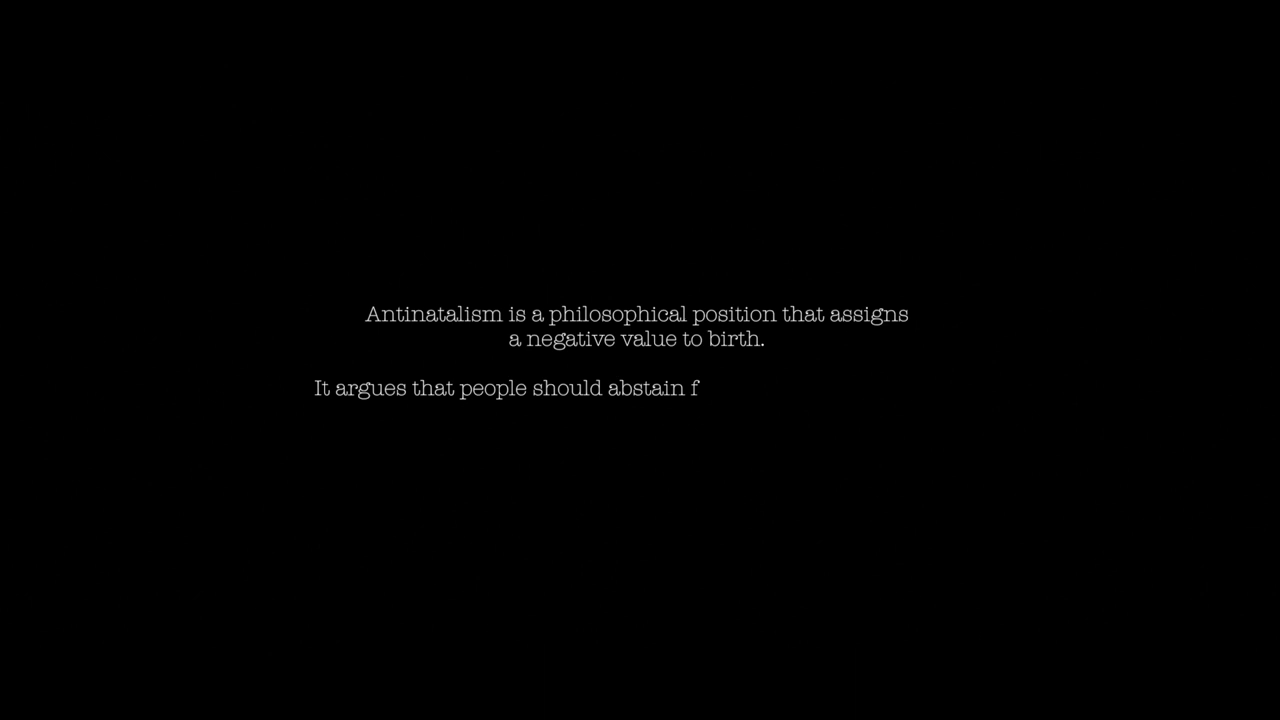 Antinatalism is a philosophical position that assigns
a negative value to birth.
It argues that people should abstain f